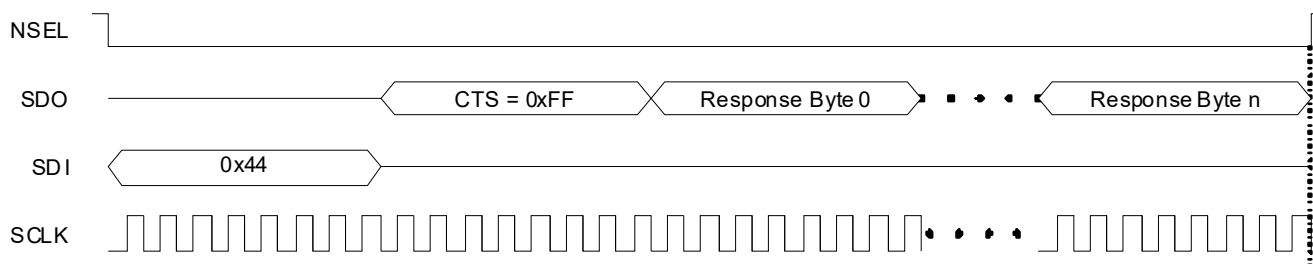 NSEL
SDO CTS = 0xFF Response Byte 0 Response Byte n
SDI 0x44
SCLK